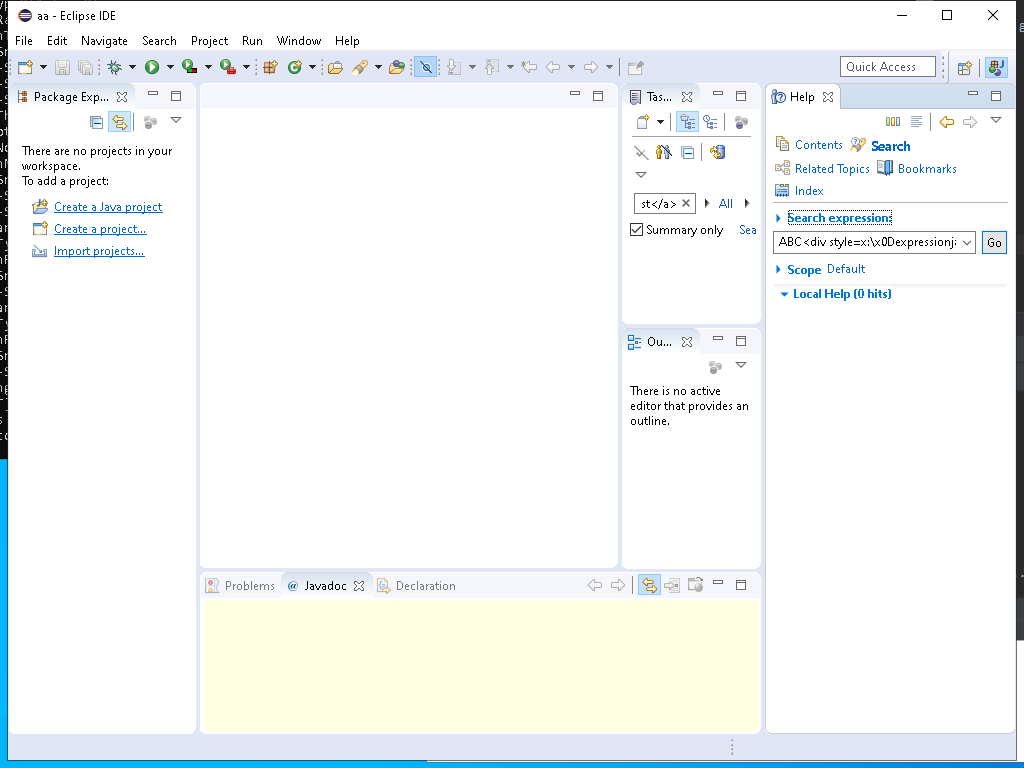 aa - Eclipse IDE
File Edit Navigate Search Project Run Window Help
Quick Access
Package Exp...
There are no projects in your
workspace.
To add a project:
Create a Java project
Create a project...
Import projects...
Tas...
st</a>
All
Summary only
Sea
Ou...
There is no active
editor that provides an
outline.
Problems
@ Javadoc
Declaration
Help
Contents
Search
Related Topics
Bookmarks
Index
Search expression:
ABC<div style=x:\x0Dexpressionj
Go
Scope Default
Local Help (0 hits)